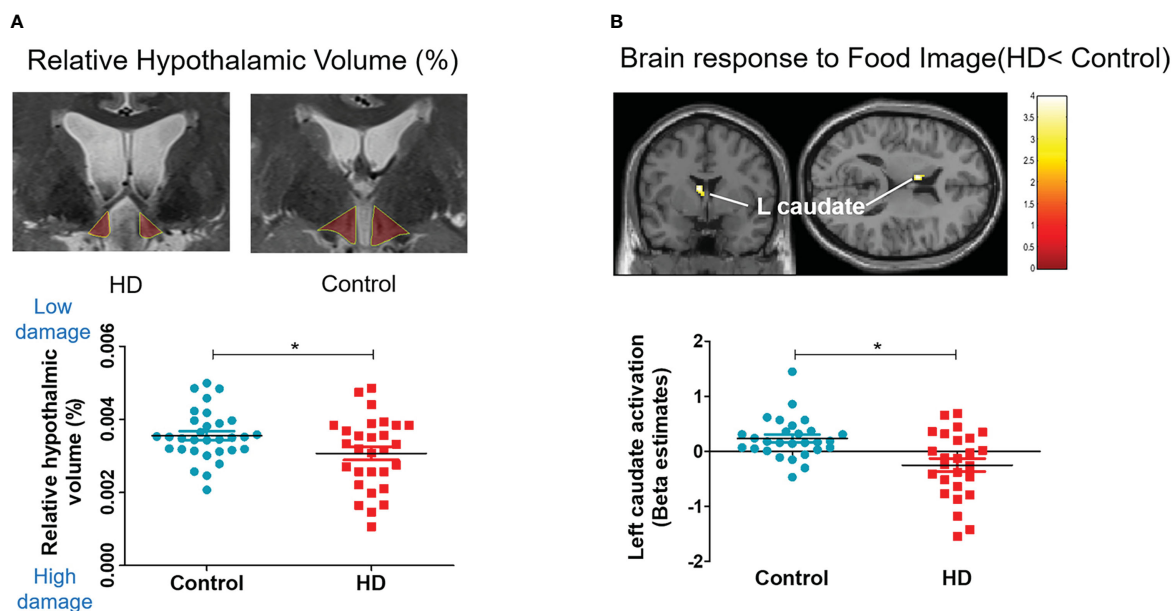 A
Relative Hypothalamic Volume (%)
HD
Control
Low
damage
Relative hypothalmic
volume (%)
0.006
0.004
0.002
0.000
*
High
damage
Control
HD
B
Brain response to Food Image(HD< Control)
L caudate
4
3.5
3
2.5
2
1.5
1
0.5
0
Left caudate activation
(Beta estimates)
2
1
0
-1
-2
*
Control
HD